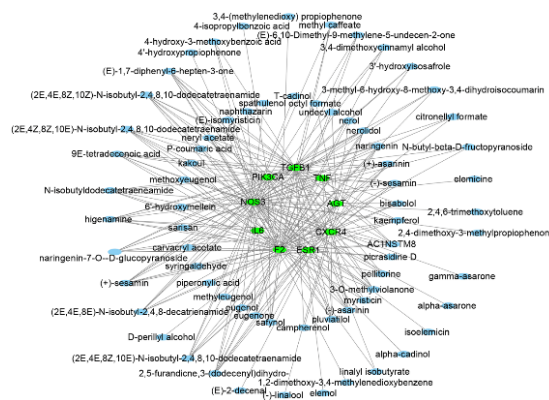 3,4-(methylenedioxy) propiophenone
4-isopropylbenzoic acid
methyl caffeate
(E)-6,10-Dimethyl-9-methylene-5-undecen-2-one
4-hydroxy-3-methoxybenzoic acid
3,4-dimethoxycinnamyl alcohol
4'-hydroxypropiophenone
3'-hydroxyisosafrole
(E)-1,7-diphenyl-6-hepten-3-one
3-methyl-6-hydroxy-8-methoxy-3,4-dihydroisocoumarin
T-cadinol
(2E,4E,8Z,10Z)-N-isobutyl-2,4,8,10-dodecatetraenamide
spathulenol
octyl formate
naphthazarin
undecyl alcohol
citronellyl formate
(E)-isomyristicin
nerol
(2E,4Z,8Z,10E)-N-isobutyl-2,4,8,10-dodecatetraenamide
nerolidol
neryl acetate
naringenin
N-butyl-beta-D-fructopyranoside
P-coumaric acid
9E-tetradecenoic acid
kakoul
TGFB1
(+)-asarinin
PIK3CA
TNF
elemicine
methoxyeugenol
(-)-sesamin
N-isobutyldodecatetraeneamide
NOS3
AGT
bisabolol
2,4,6-trimethoxytoluene
6'-hydroxymellein
higenamine
kaempferol
2,4-dimethoxy-3-methylpropiophenone
sarisan
IL6
CXCR4
AC1NSTM8
carvacryl acetate
F2
ESR1
picrasidine D
naringenin-7-O--D-glucopyranoside
syringaldehyde
pellitorine
gamma-asarone
(+)-sesamin
piperonylic acid
3-O-methylviolanone
methyleugenol
myristicin
alpha-asarone
(2E,4E,8E)-N-isobutyl-2,4,8-decatrienamide
eugenol
(-)-asarinin
eugenone
pluviatilol
safynol
campherenol
isoelemicin
D-perillyl alcohol
alpha-cadinol
(2E,4E,8Z,10E)-N-isobutyl-2,4,8,10-dodecatetraenamide
linalyl isobutyrate
2,5-furandicne,3-(dodecenyl)dihydro-
1,2-dimethoxy-3,4-methylenedioxybenzene
(E)-2-decenal
(-)-linalool
elemol